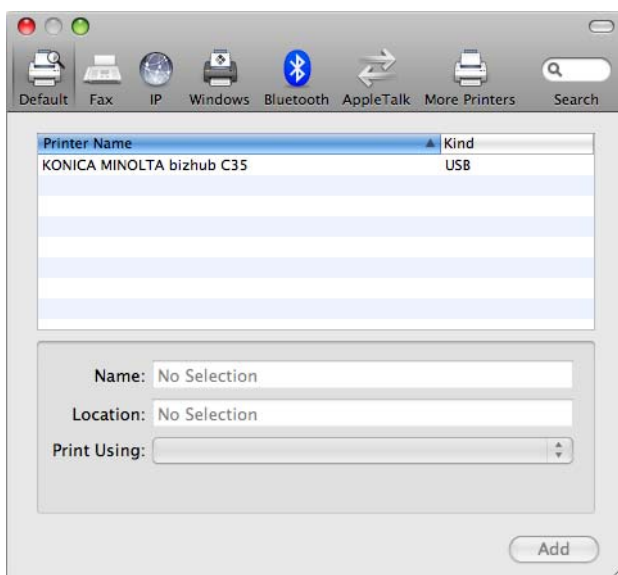 Default Fax IP Windows Bluetooth AppleTalk More Printers Search
Printer Name Kind
KONICA MINOLTA bizhub C35 USB
Name: No Selection
Location: No Selection
Print Using:
Add